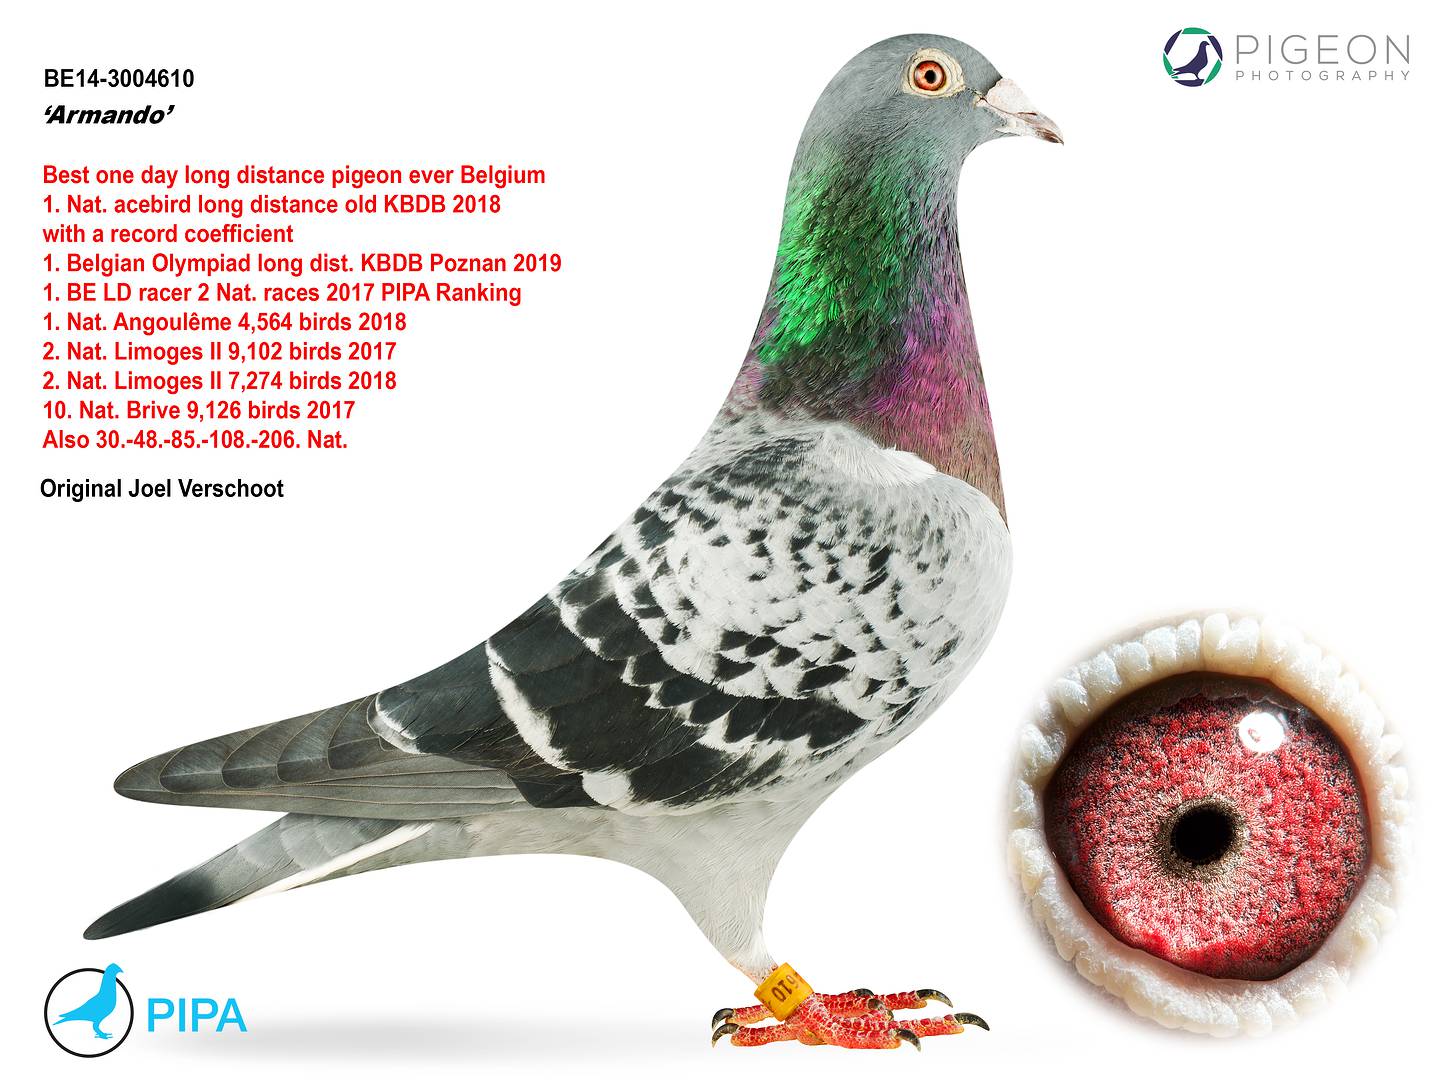 BE14-3004610
‘Armando’
Best one day long distance pigeon ever Belgium
1. Nat. acebird long distance old KBDB 2018
with a record coefficient
1. Belgian Olympiad long dist. KBDB Poznan 2019
1. BE LD racer 2 Nat. races 2017 PIPA Ranking
1. Nat. Angoulême 4,564 birds 2018
2. Nat. Limoges II 9,102 birds 2017
2. Nat. Limoges II 7,274 birds 2018
10. Nat. Brive 9,126 birds 2017
Also 30.-48.-85.-108.-206. Nat.
Original Joel Verschoot
PIGEON
PHOTOGRAPHY
PIPA
610